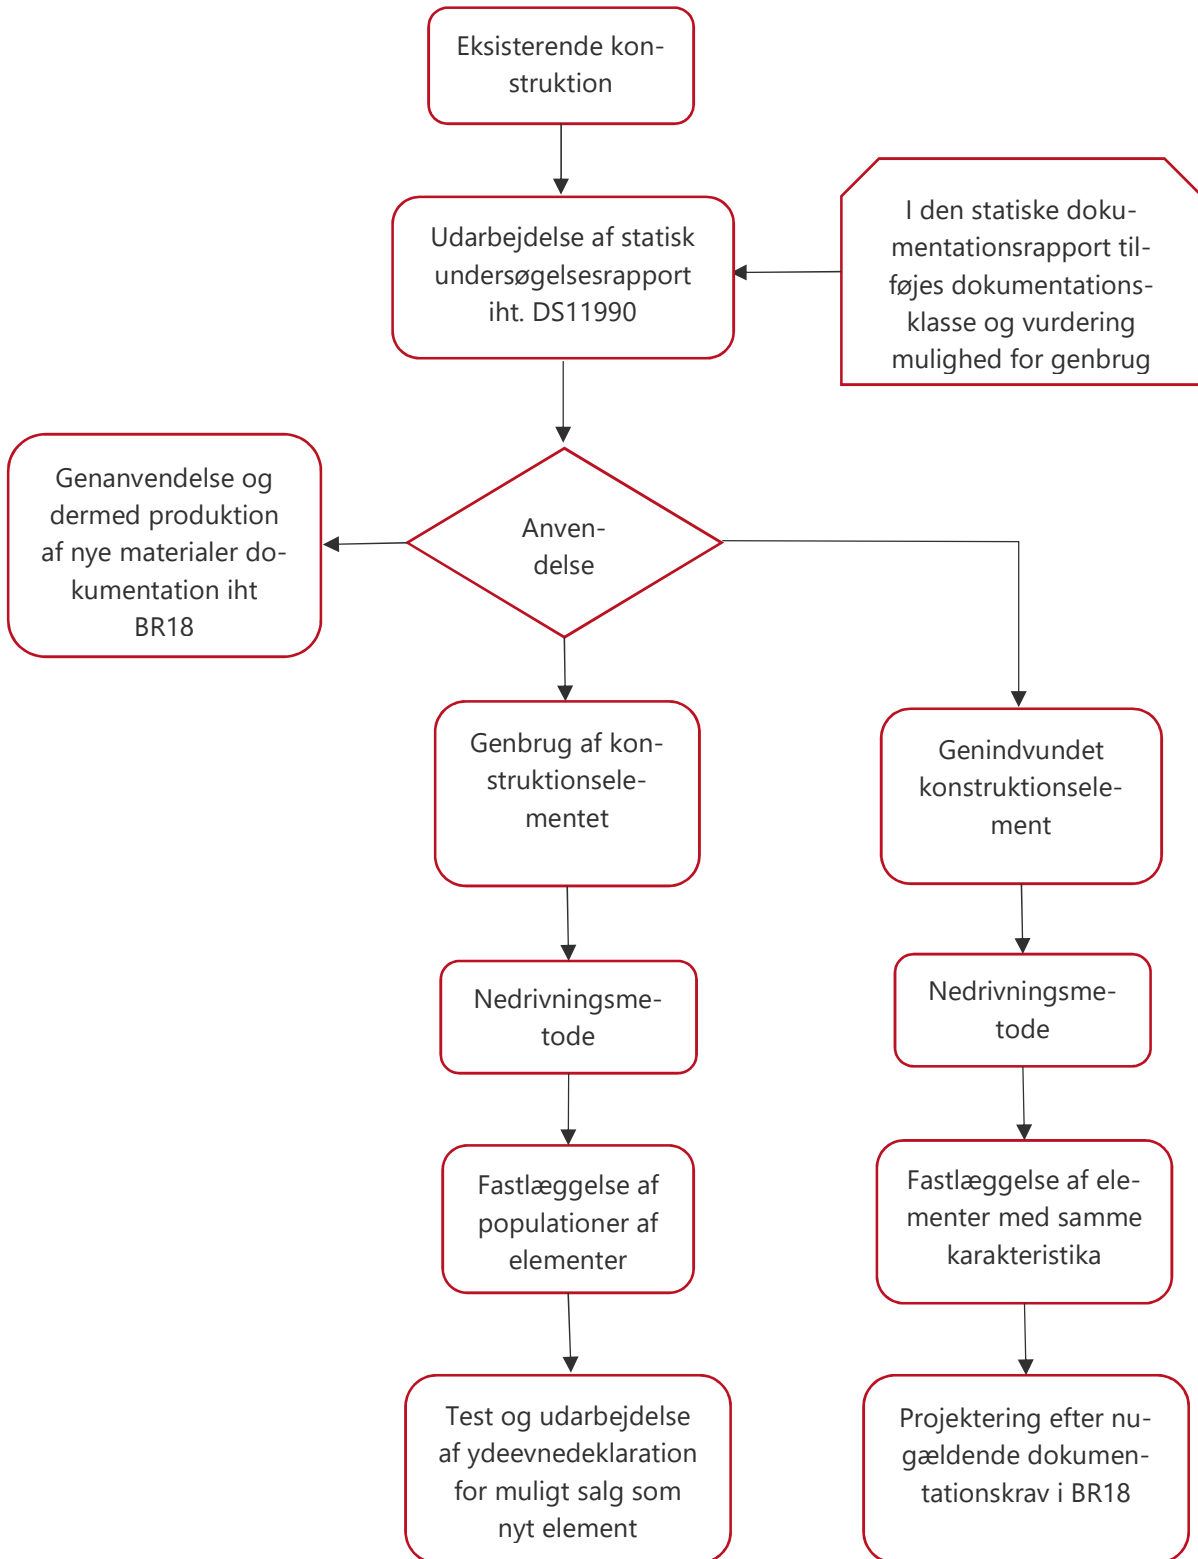 Eksisterende kon-
struktion
Udarbejdelse af statisk
undersøgelsesrapport
iht. DS11990
I den statiske doku-
mentationsrapport til-
føjes dokumentations-
klasse og vurdering
mulighed for genbrug
Genanvendelse og
dermed produktion
af nye materialer do-
kumentation iht
BR18
Anven-
delse
Genbrug af kon-
struktionsele-
mentet
Genindvundet
konstruktionsele-
ment
Nedrivningsme-
tode
Nedrivningsme-
tode
Fastlæggelse af
populationer af
elementer
Fastlæggelse af ele-
menter med samme
karakteristika
Test og udarbejdelse
af ydeevnedeklaration
for muligt salg som
nyt element
Projektering efter nu-
gældende dokumen-
tationskrav i BR18